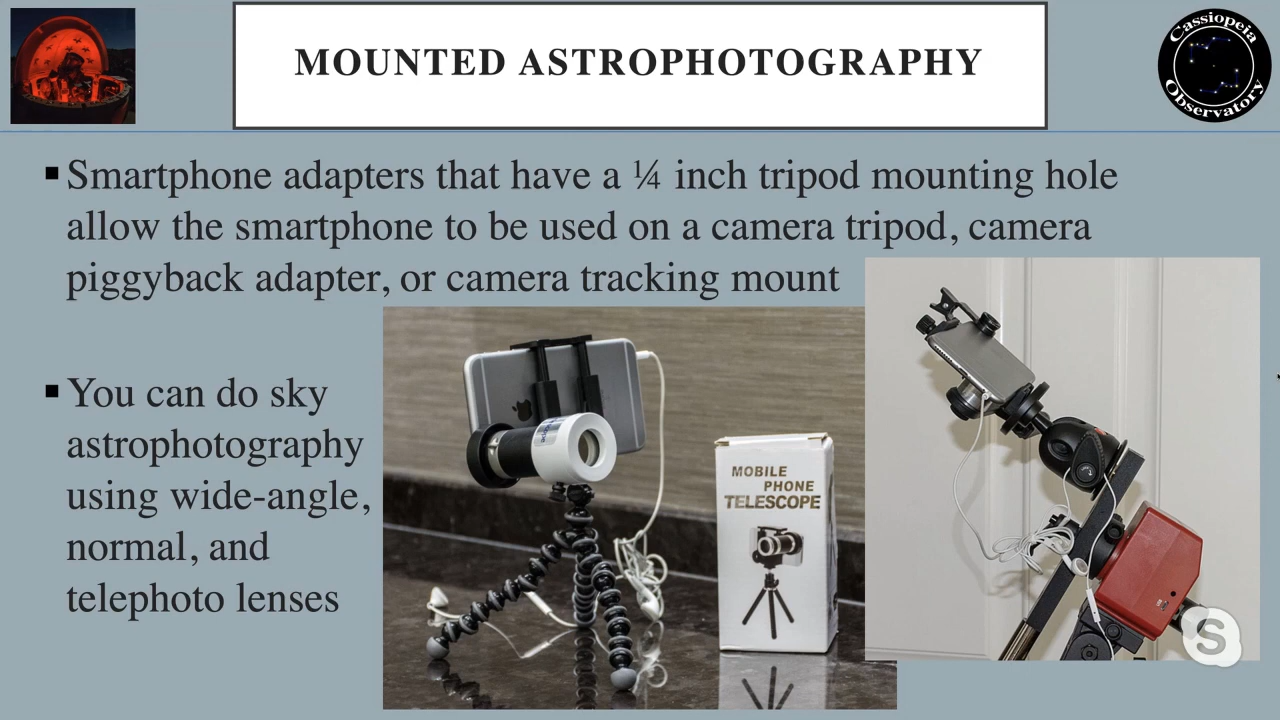 MOUNTED ASTROPHOTOGRAPHY
Cassiopeia
Observatory
▪Smartphone adapters that have a ¼ inch tripod mounting hole
allow the smartphone to be used on a camera tripod, camera
piggyback adapter, or camera tracking mount
▪You can do sky
astrophotography
using wide-angle,
normal, and
telephoto lenses
MOBILE
PHONE
TELESCOPE
S